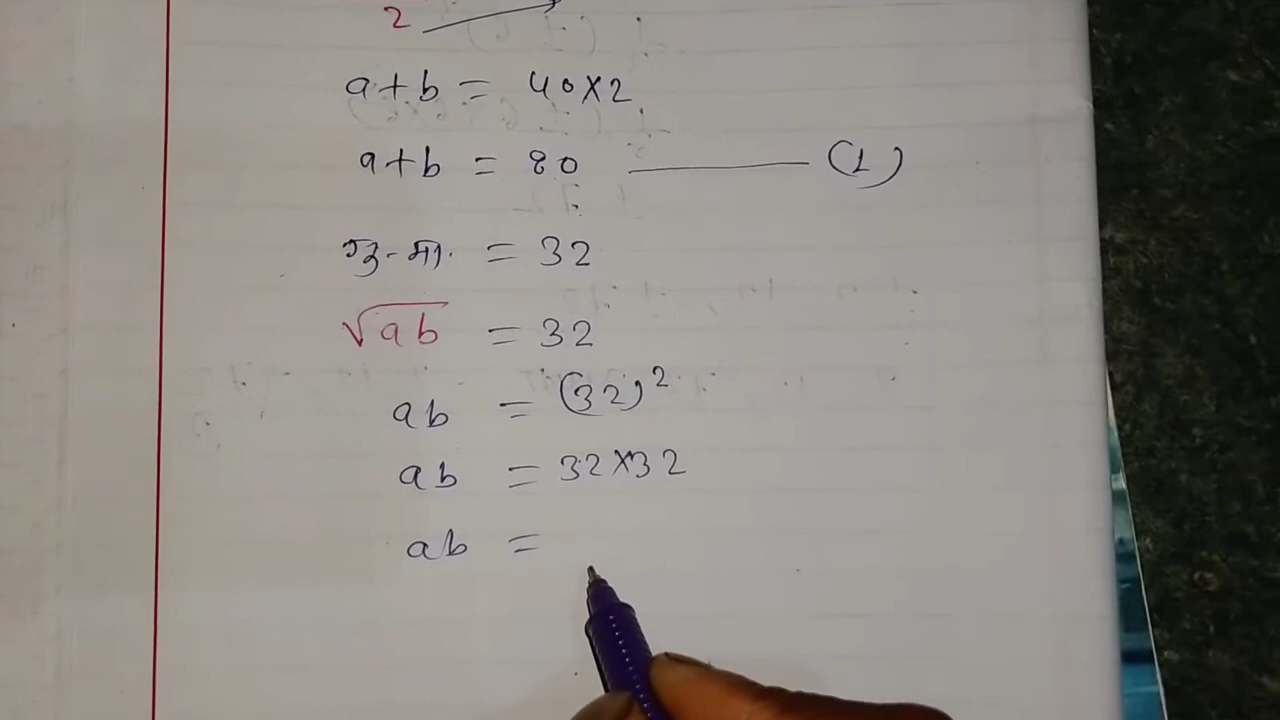 2
a+b = 40×2
a+b = 80 ——— (1)
गु.मा. = 32
√ab = 32
ab = (32)²
ab = 32×32
ab =